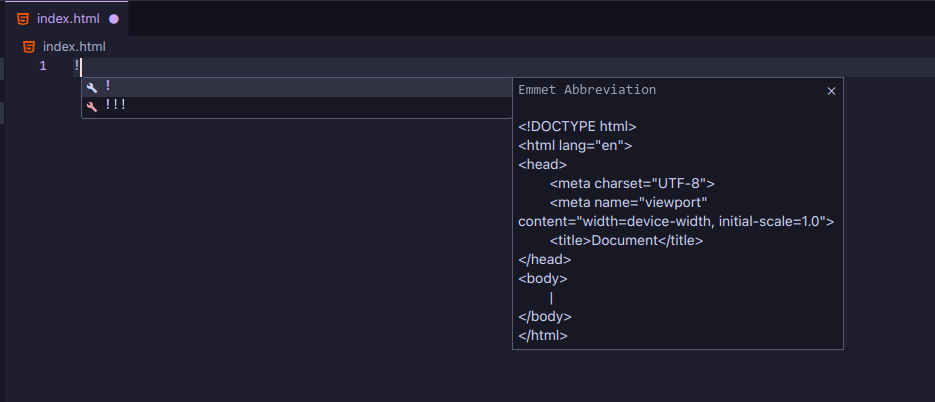 index.html
index.html
1 !
!
!!!
Emmet Abbreviation ×
<!DOCTYPE html>
<html lang="en">
<head>
<meta charset="UTF-8">
<meta name="viewport"
content="width=device-width, initial-scale=1.0">
<title>Document</title>
</head>
<body>
|
</body>
</html>